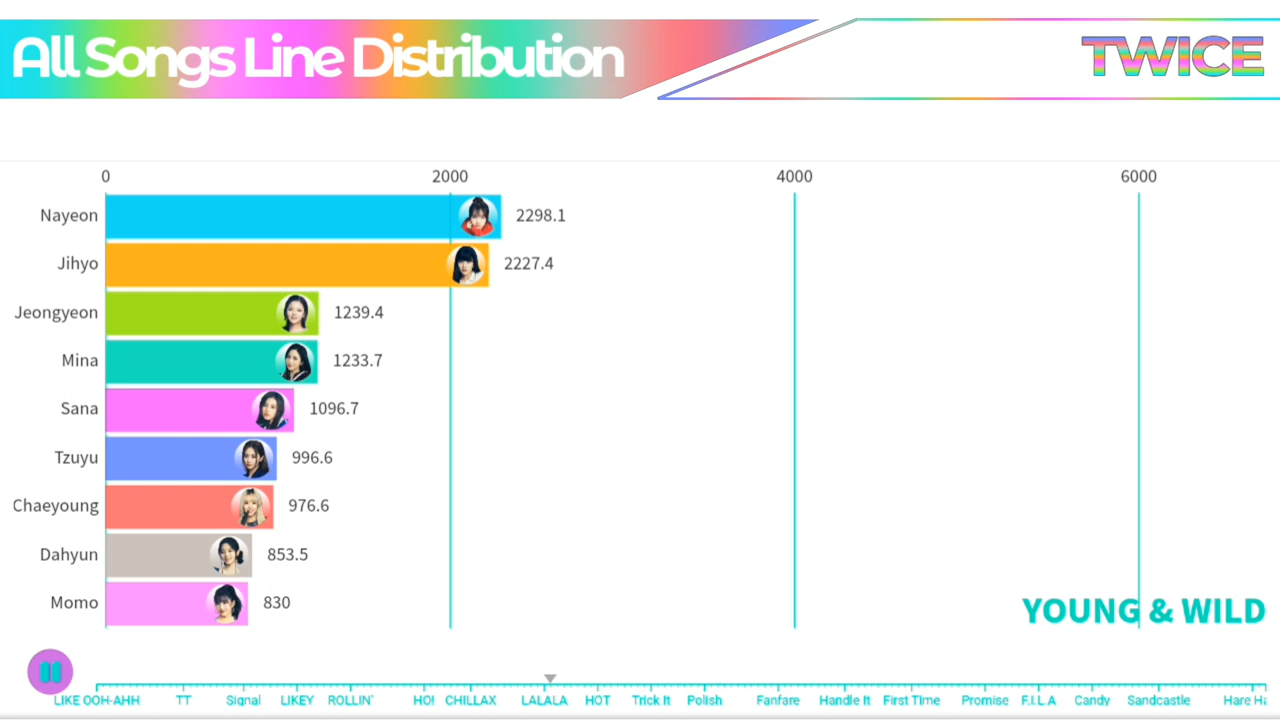 All Songs Line Distribution
TWICE
0 2000 4000 6000
Nayeon 2298.1
Jihyo 2227.4
Jeongyeon 1239.4
Mina 1233.7
Sana 1096.7
Tzuyu 996.6
Chaeyoung 976.6
Dahyun 853.5
Momo 830
YOUNG & WILD
LIKE OOH-AHH TT Signal LIKEY ROLLIN' HO! CHILLAX LALALA HOT Trick It Polish Fanfare Handle It First Time Promise F.I.L.A Candy Sandcastle Hare Ha